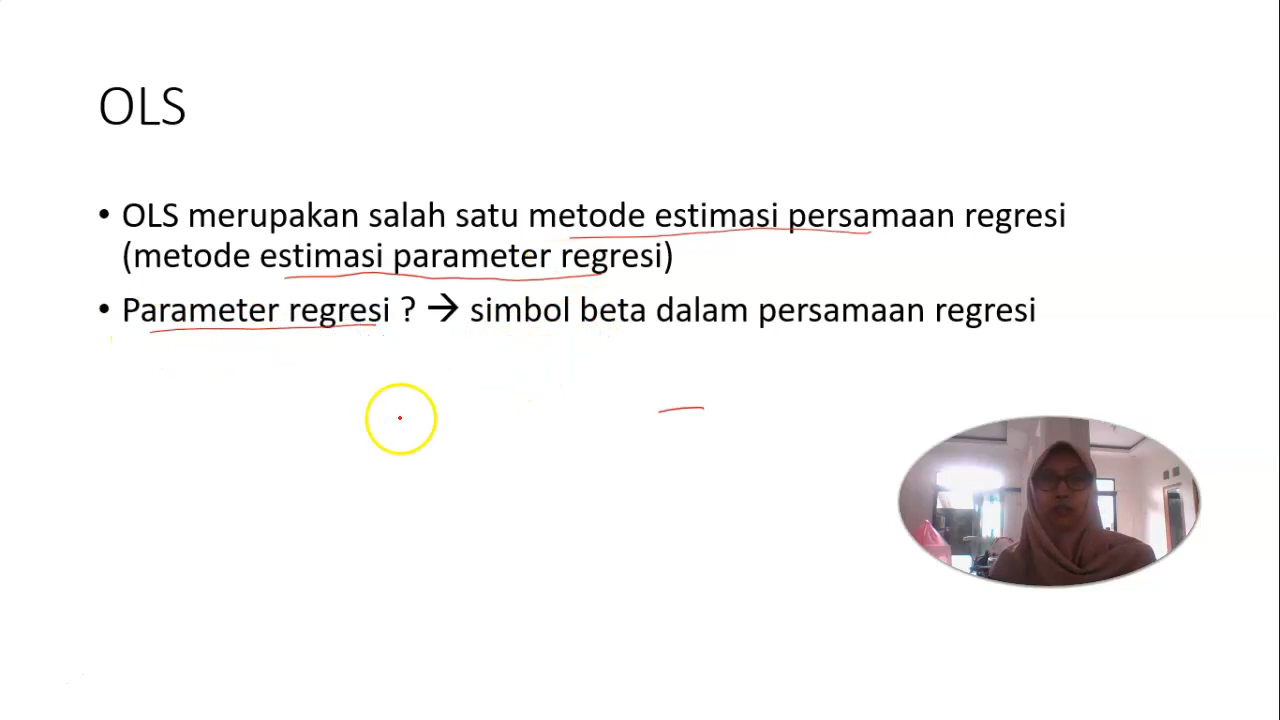 OLS
• OLS merupakan salah satu metode estimasi persamaan regresi
(metode estimasi parameter regresi)
• Parameter regresi ? → simbol beta dalam persamaan regresi